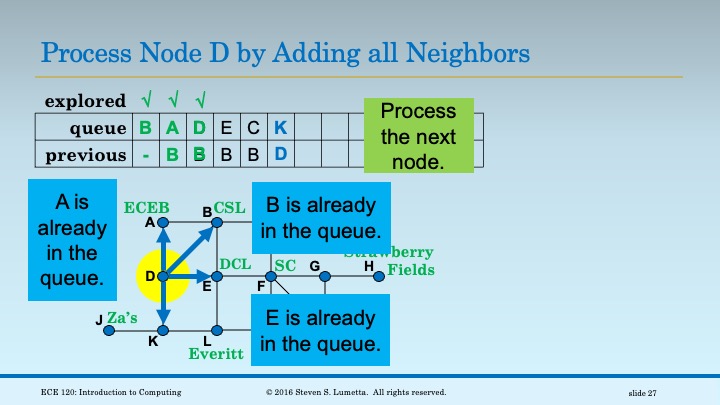 Process Node D by Adding all Neighbors
explored √ √ √
queue B A D E C K
previous - B B B B D
Process
the next
node.
A is
already
in the
queue.
ECEB
A
B CSL
B is already
in the queue.
Strawberry
Fields
D
DCL
E
SC
F
G
H
E is already
in the queue.
J Za's
K
L
Everitt
ECE 120: Introduction to Computing
© 2016 Steven S. Lumetta. All rights reserved.
slide 27